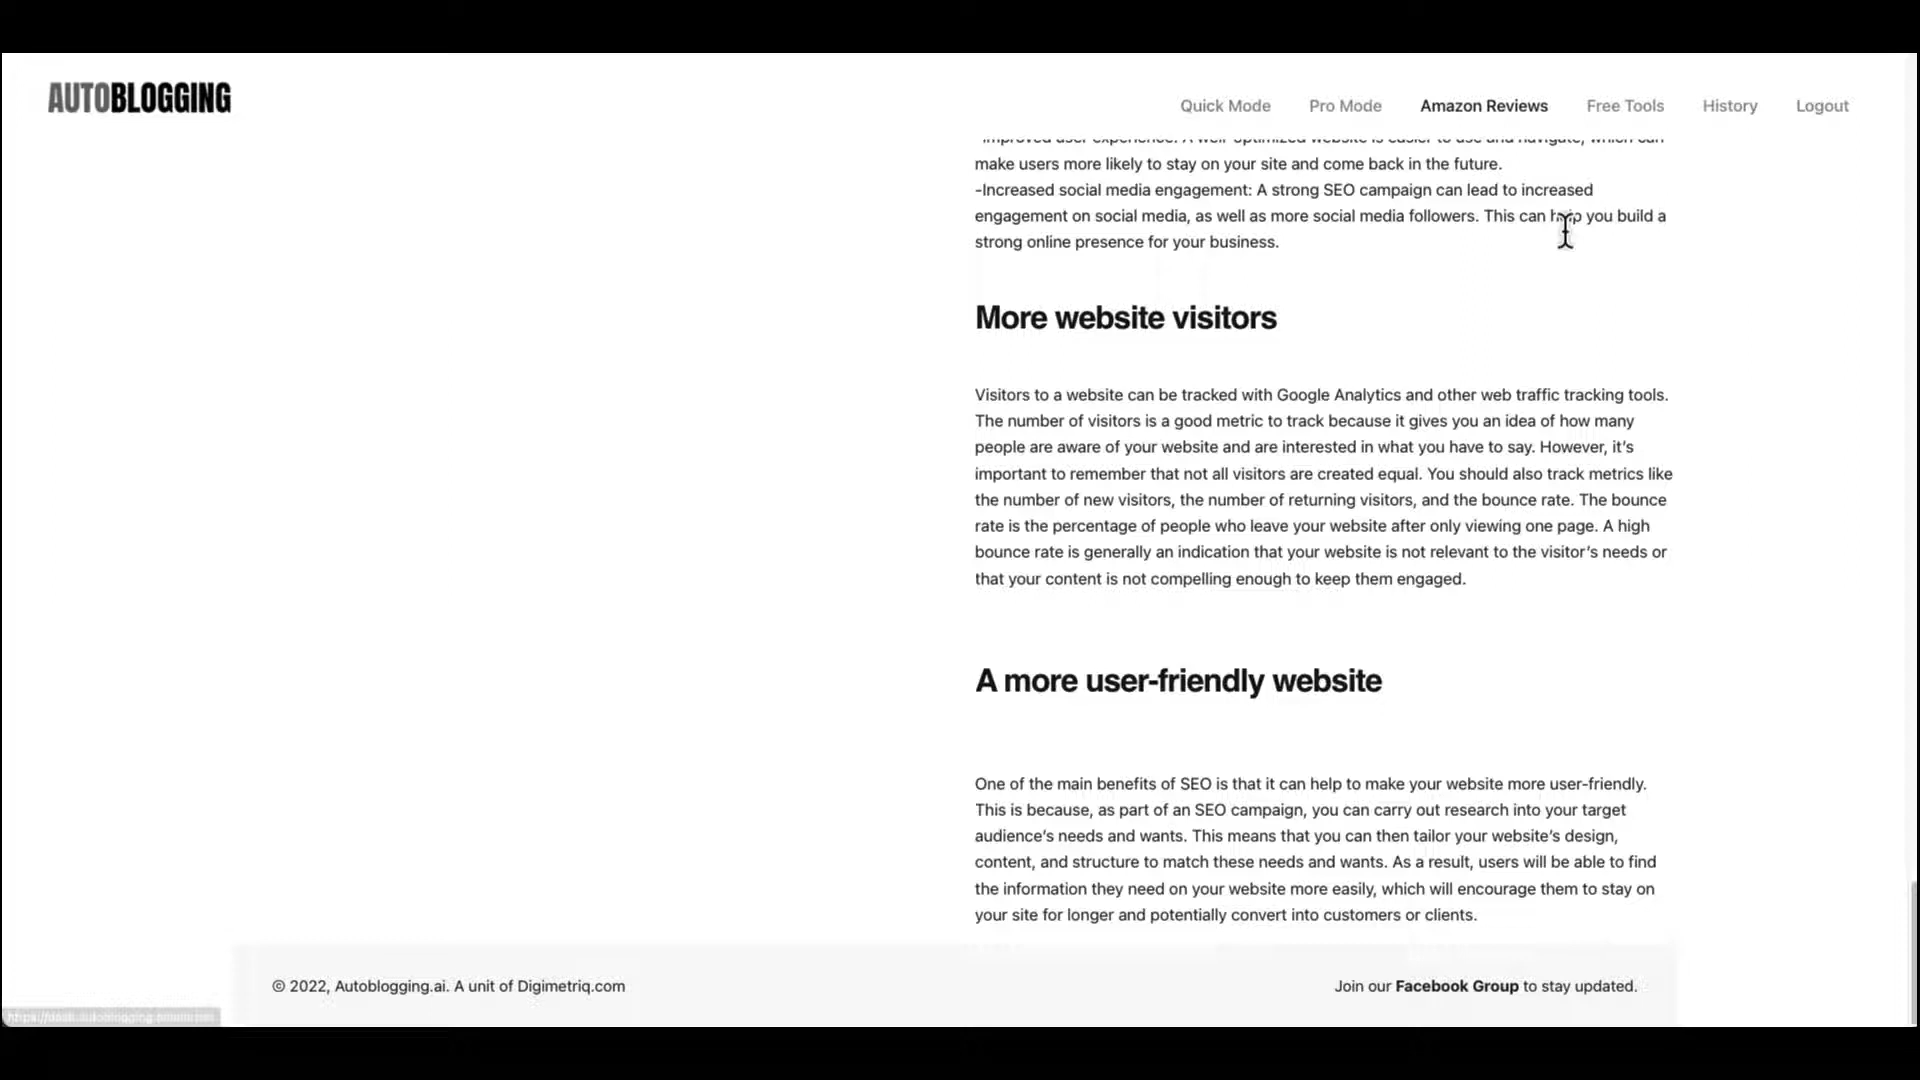 AUTOBLOGGING
Quick Mode Pro Mode Amazon Reviews Free Tools History Logout
-Improved user experience: A well-optimized website is easier to use and navigate, which can
make users more likely to stay on your site and come back in the future.
-Increased social media engagement: A strong SEO campaign can lead to increased
engagement on social media, as well as more social media followers. This can help you build a
strong online presence for your business.
More website visitors
Visitors to a website can be tracked with Google Analytics and other web traffic tracking tools.
The number of visitors is a good metric to track because it gives you an idea of how many
people are aware of your website and are interested in what you have to say. However, it's
important to remember that not all visitors are created equal. You should also track metrics like
the number of new visitors, the number of returning visitors, and the bounce rate. The bounce
rate is the percentage of people who leave your website after only viewing one page. A high
bounce rate is generally an indication that your website is not relevant to the visitor's needs or
that your content is not compelling enough to keep them engaged.
A more user-friendly website
One of the main benefits of SEO is that it can help to make your website more user-friendly.
This is because, as part of an SEO campaign, you can carry out research into your target
audience's needs and wants. This means that you can then tailor your website's design,
content, and structure to match these needs and wants. As a result, users will be able to find
the information they need on your website more easily, which will encourage them to stay on
your site for longer and potentially convert into customers or clients.
© 2022, Autoblogging.ai. A unit of Digimetriq.com
Join our Facebook Group to stay updated.